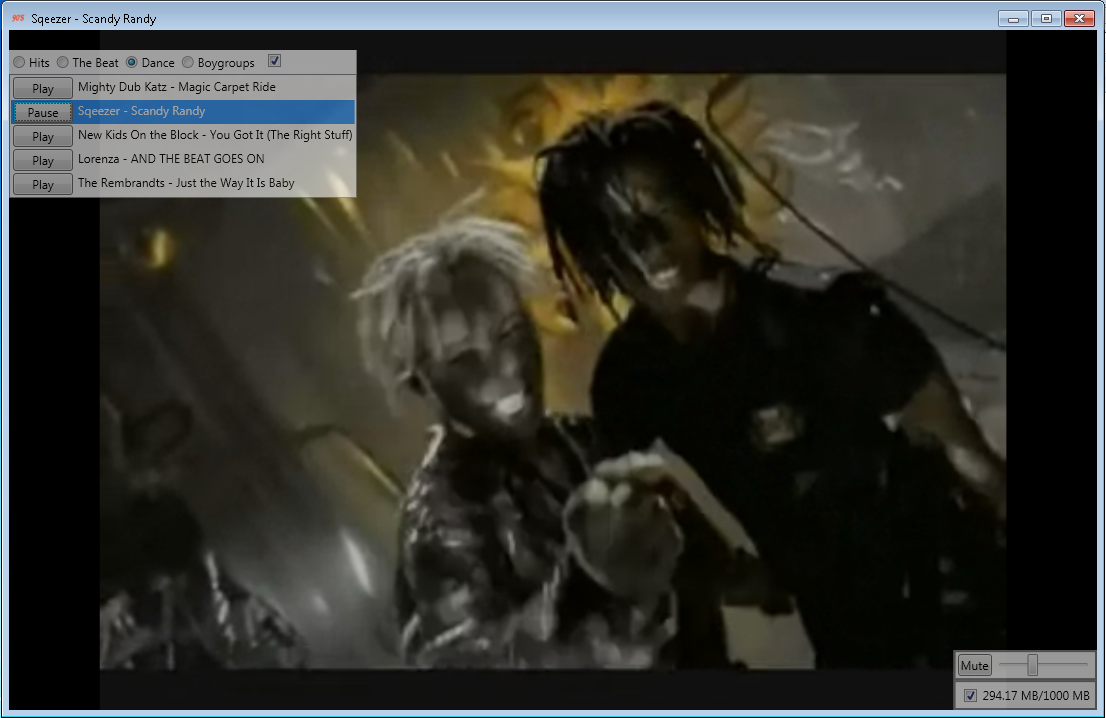 90s Sqeezer - Scandy Randy
Hits The Beat Dance Boygroups
Play Mighty Dub Katz - Magic Carpet Ride
Pause Sqeezer - Scandy Randy
Play New Kids On the Block - You Got It (The Right Stuff)
Play Lorenza - AND THE BEAT GOES ON
Play The Rembrandts - Just the Way It Is Baby
Mute
294.17 MB/1000 MB